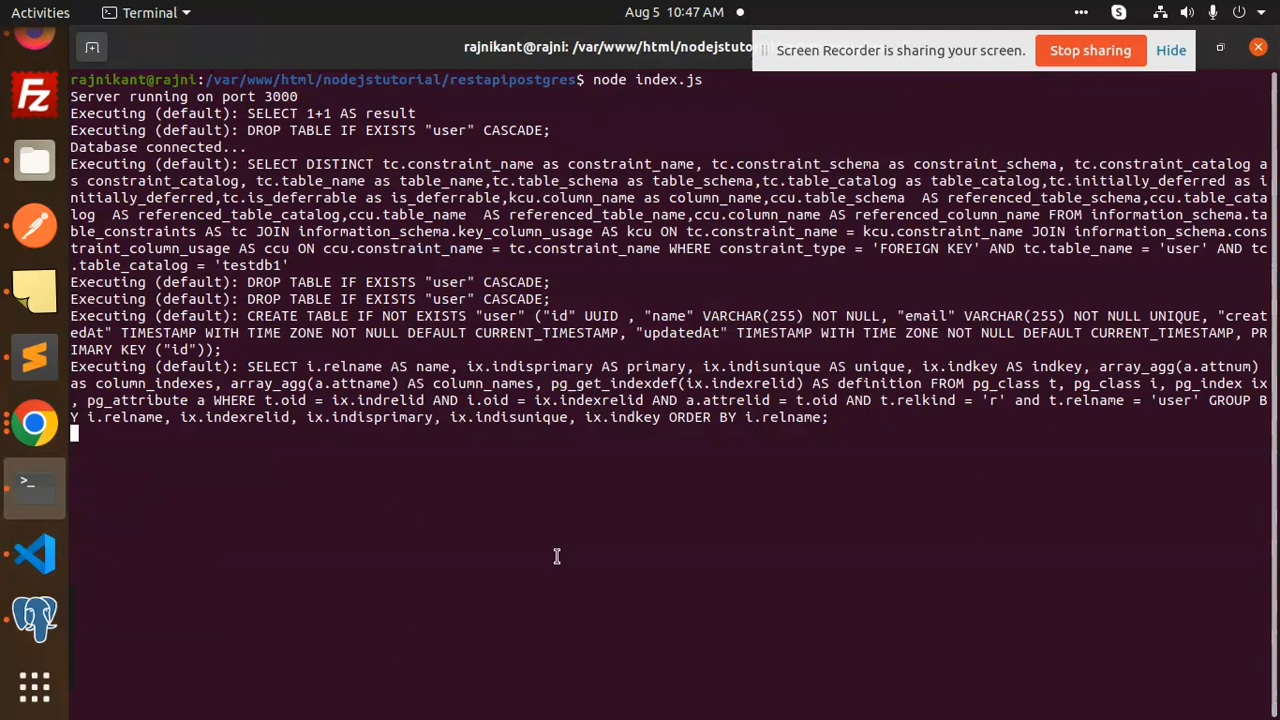 Activities Terminal Aug 5 10:47 AM
rajnikant@rajni: /var/www/html/nodejstuto
Screen Recorder is sharing your screen. Stop sharing Hide
rajnikant@rajni:/var/www/html/nodejstutorial/restapipostgres$ node index.js
Server running on port 3000
Executing (default): SELECT 1+1 AS result
Executing (default): DROP TABLE IF EXISTS "user" CASCADE;
Database connected...
Executing (default): SELECT DISTINCT tc.constraint_name as constraint_name, tc.constraint_schema as constraint_schema, tc.constraint_catalog a
s constraint_catalog, tc.table_name as table_name,tc.table_schema as table_schema,tc.table_catalog as table_catalog,tc.initially_deferred as i
nitially_deferred,tc.is_deferrable as is_deferrable,kcu.column_name as column_name,ccu.table_schema  AS referenced_table_schema,ccu.table_cata
log  AS referenced_table_catalog,ccu.table_name  AS referenced_table_name,ccu.column_name AS referenced_column_name FROM information_schema.ta
ble_constraints AS tc JOIN information_schema.key_column_usage AS kcu ON tc.constraint_name = kcu.constraint_name JOIN information_schema.cons
traint_column_usage AS ccu ON ccu.constraint_name = tc.constraint_name WHERE constraint_type = 'FOREIGN KEY' AND tc.table_name = 'user' AND tc
.table_catalog = 'testdb1'
Executing (default): DROP TABLE IF EXISTS "user" CASCADE;
Executing (default): DROP TABLE IF EXISTS "user" CASCADE;
Executing (default): CREATE TABLE IF NOT EXISTS "user" ("id" UUID , "name" VARCHAR(255) NOT NULL, "email" VARCHAR(255) NOT NULL UNIQUE, "creat
edAt" TIMESTAMP WITH TIME ZONE NOT NULL DEFAULT CURRENT_TIMESTAMP, "updatedAt" TIMESTAMP WITH TIME ZONE NOT NULL DEFAULT CURRENT_TIMESTAMP, PR
IMARY KEY ("id"));
Executing (default): SELECT i.relname AS name, ix.indisprimary AS primary, ix.indisunique AS unique, ix.indkey AS indkey, array_agg(a.attnum)
as column_indexes, array_agg(a.attname) AS column_names, pg_get_indexdef(ix.indexrelid) AS definition FROM pg_class t, pg_class i, pg_index ix
, pg_attribute a WHERE t.oid = ix.indrelid AND i.oid = ix.indexrelid AND a.attrelid = t.oid AND t.relkind = 'r' and t.relname = 'user' GROUP B
Y i.relname, ix.indexrelid, ix.indisprimary, ix.indisunique, ix.indkey ORDER BY i.relname;